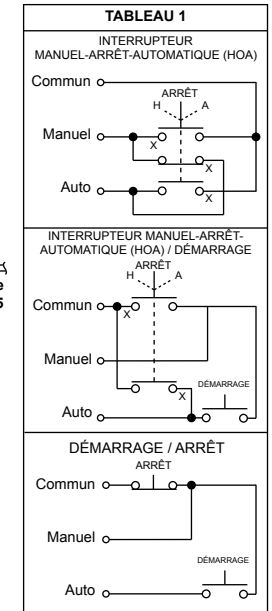 TABLEAU 1
INTERRUPTEUR
MANUEL-ARRÊT-AUTOMATIQUE (HOA)
Commun
ARRÊT
H A
Manuel
X
X
Auto
X
INTERRUPTEUR MANUEL-ARRÊT-
AUTOMATIQUE (HOA) / DÉMARRAGE
ARRÊT
H A
Commun
X
Manuel
DÉMARRAGE
X
Auto
e
5
DÉMARRAGE / ARRÊT
ARRÊT
Commun
Manuel
DÉMARRAGE
Auto